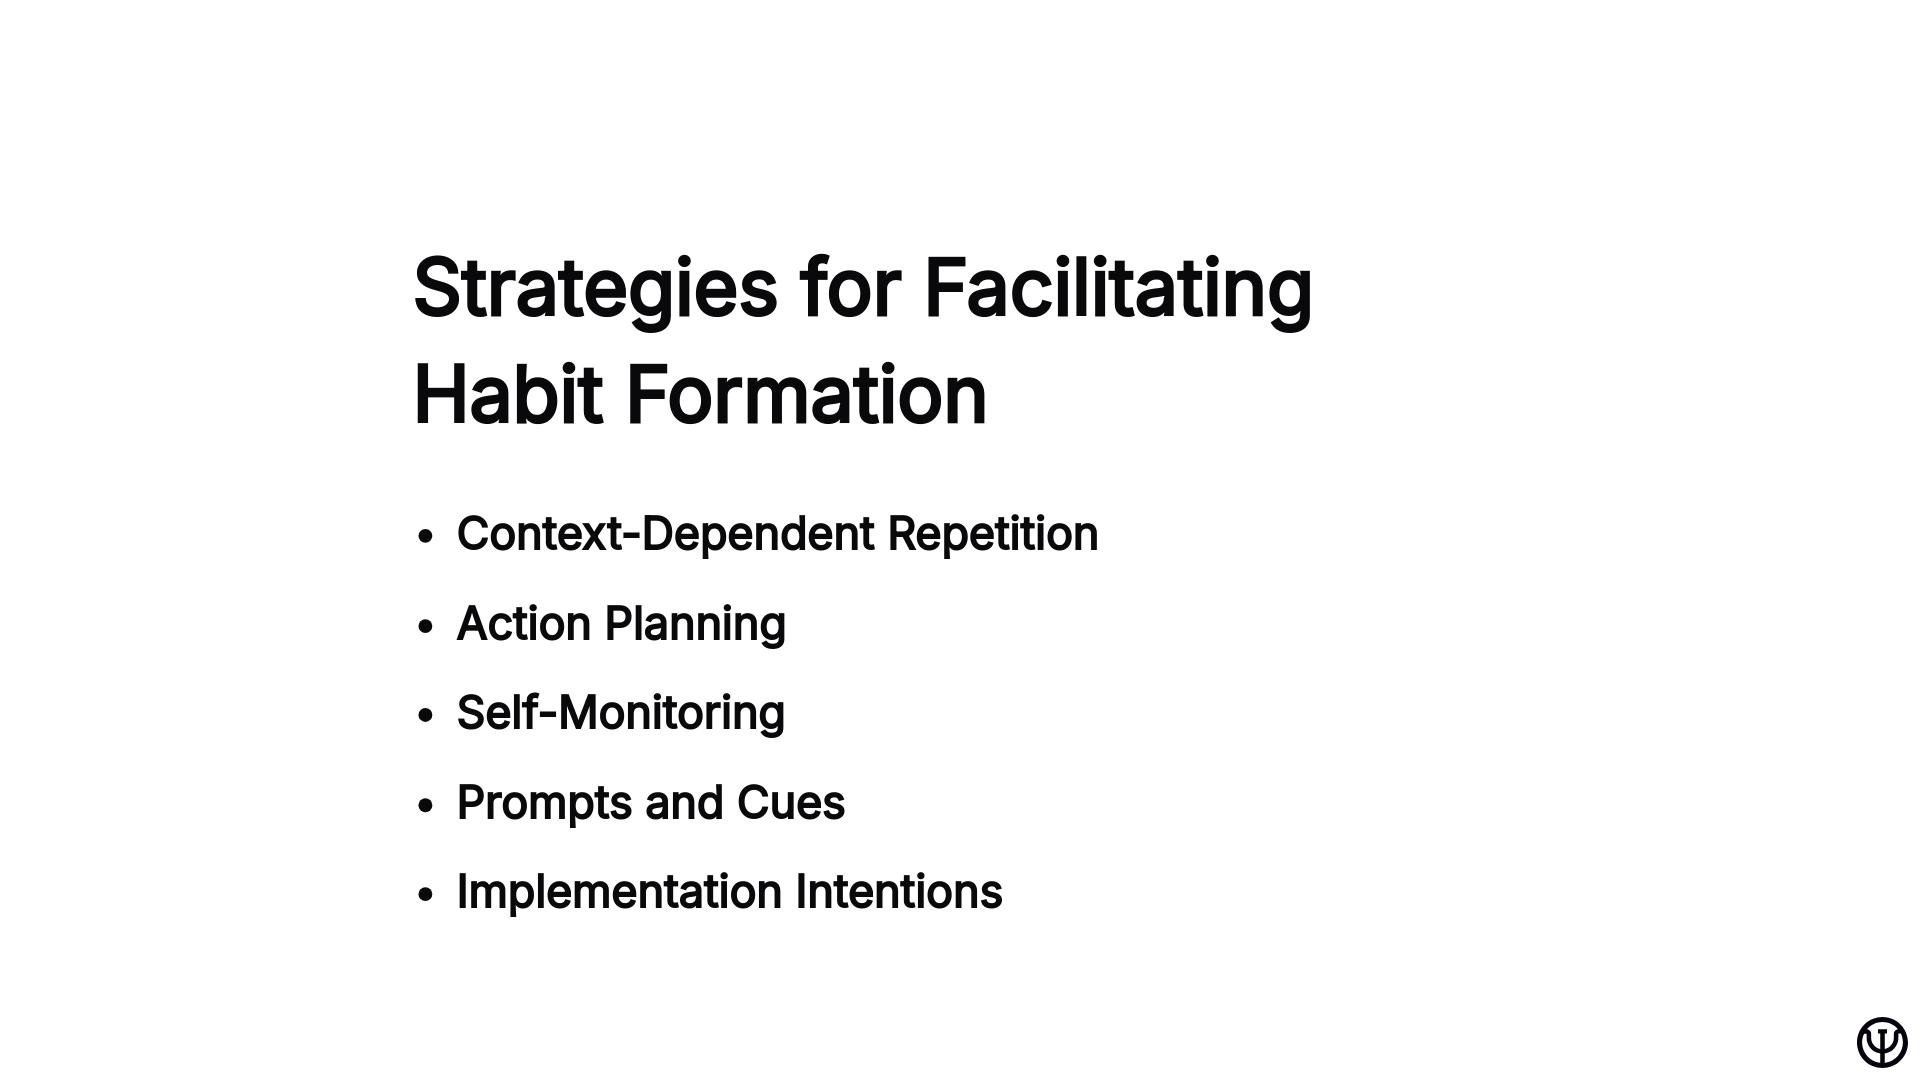 Strategies for Facilitating
Habit Formation
• Context-Dependent Repetition
• Action Planning
• Self-Monitoring
• Prompts and Cues
• Implementation Intentions